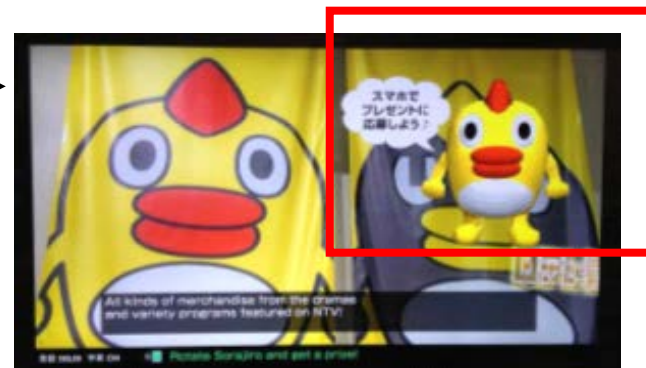 スマホで
プレゼントに
応募しよう♪
All kinds of merchandise from the dramas
and variety programs featured on NTV!
Rotate Sorajiro and get a prize!